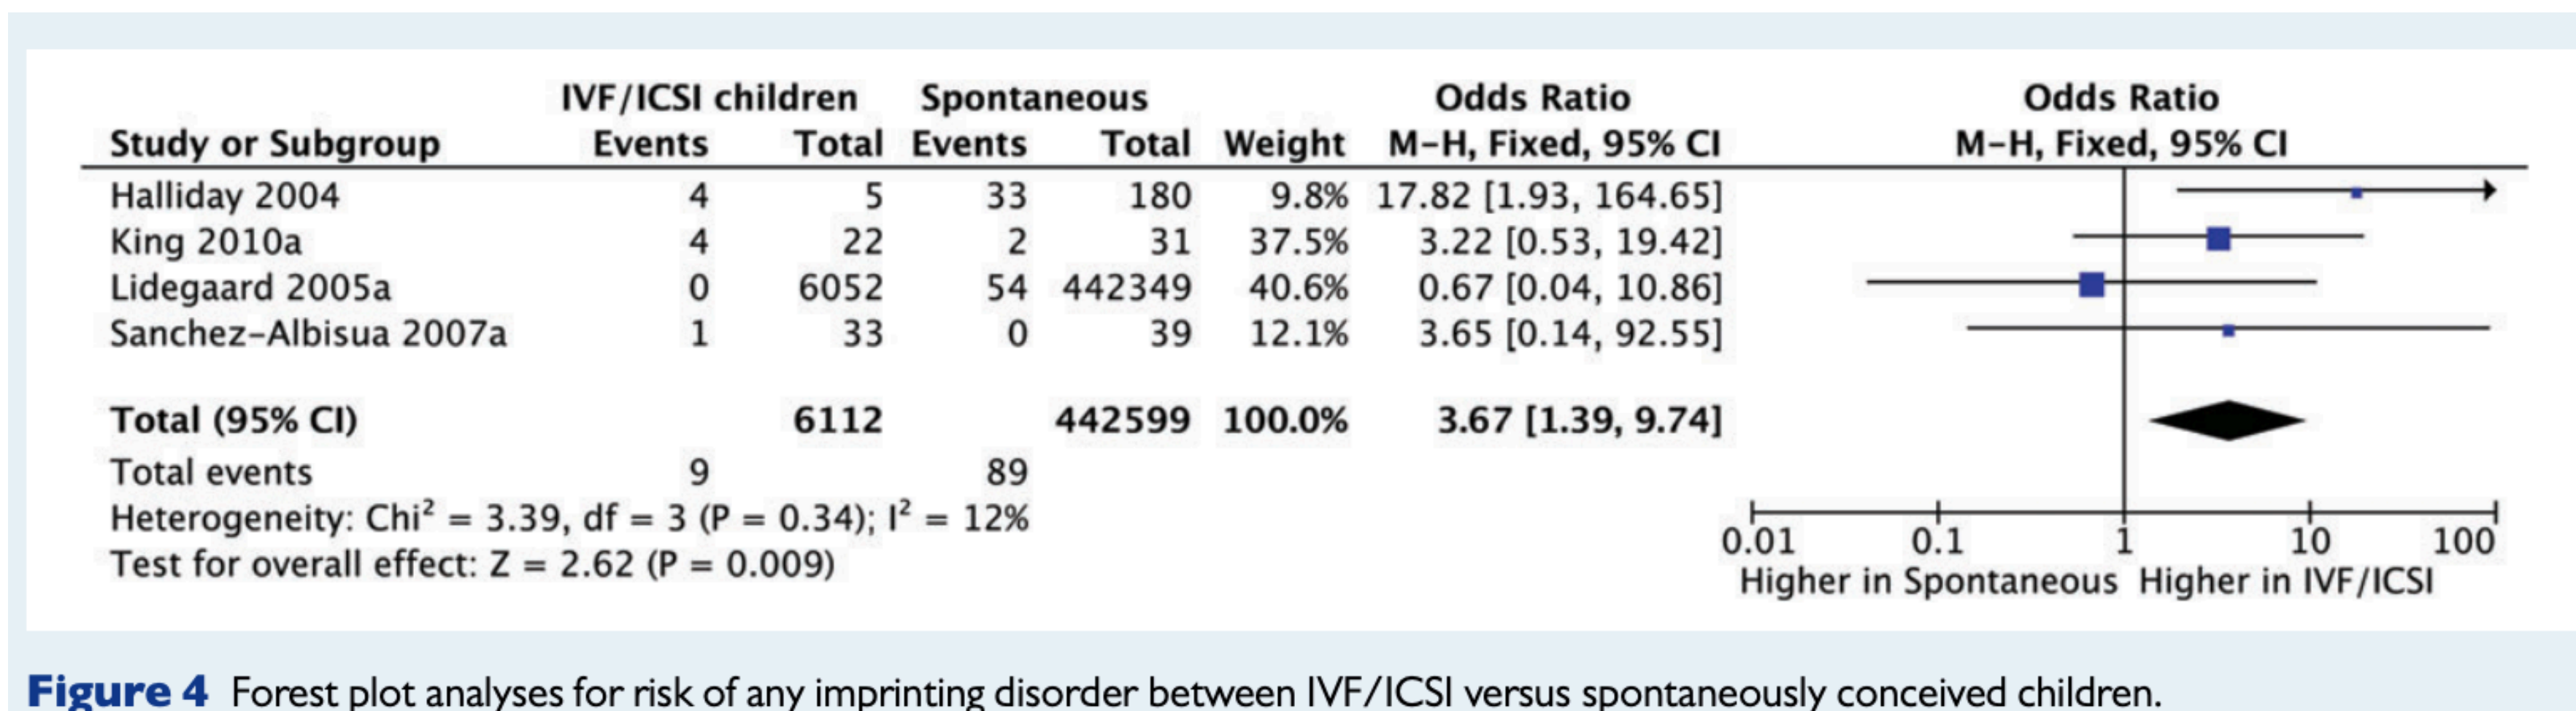 IVF/ICSI children Spontaneous Odds Ratio Odds Ratio
Study or Subgroup Events Total Events Total Weight M-H, Fixed, 95% CI M-H, Fixed, 95% CI
Halliday 2004 4 5 33 180 9.8% 17.82 [1.93, 164.65]
King 2010a 4 22 2 31 37.5% 3.22 [0.53, 19.42]
Lidegaard 2005a 0 6052 54 442349 40.6% 0.67 [0.04, 10.86]
Sanchez-Albisua 2007a 1 33 0 39 12.1% 3.65 [0.14, 92.55]
Total (95% CI) 6112 442599 100.0% 3.67 [1.39, 9.74]
Total events 9 89
Heterogeneity: Chi² = 3.39, df = 3 (P = 0.34); I² = 12%
Test for overall effect: Z = 2.62 (P = 0.009)
0.01 0.1 1 10 100
Higher in Spontaneous Higher in IVF/ICSI
Figure 4 Forest plot analyses for risk of any imprinting disorder between IVF/ICSI versus spontaneously conceived children.